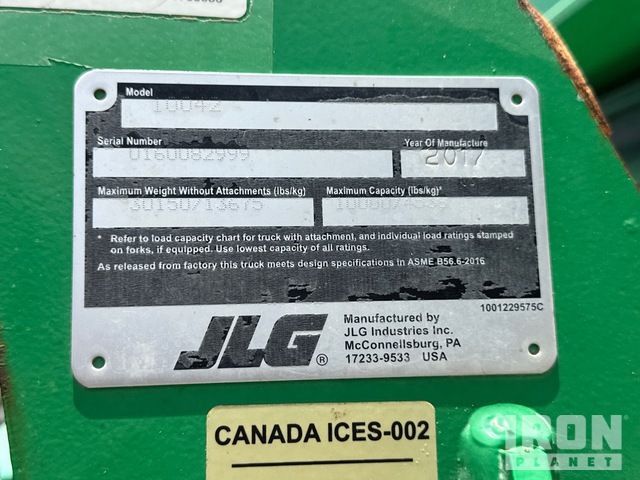 Model
10042
Serial Number
0160082999
Year Of Manufacture
2017
Maximum Weight Without Attachments (lbs/kg)
30150/13675
Maximum Capacity (lbs/kg)*
* Refer to load capacity chart for truck with attachment, and individual load ratings stamped
on forks, if equipped. Use lowest capacity of all ratings.
As released from factory this truck meets design specifications in ASME B56.6-2016
1001229575C
JLG®
Manufactured by
JLG Industries Inc.
McConnellsburg, PA
17233-9533 USA
CANADA ICES-002
IRON
PLANET